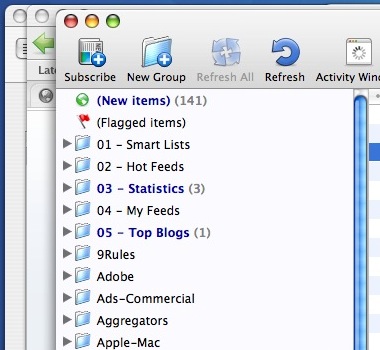 Subscribe New Group Refresh All Refresh Activity Wind
Late
(New items) (141)
(Flagged items)
01 - Smart Lists
02 - Hot Feeds
03 - Statistics (3)
04 - My Feeds
05 - Top Blogs (1)
9Rules
Adobe
Ads-Commercial
Aggregators
Apple-Mac